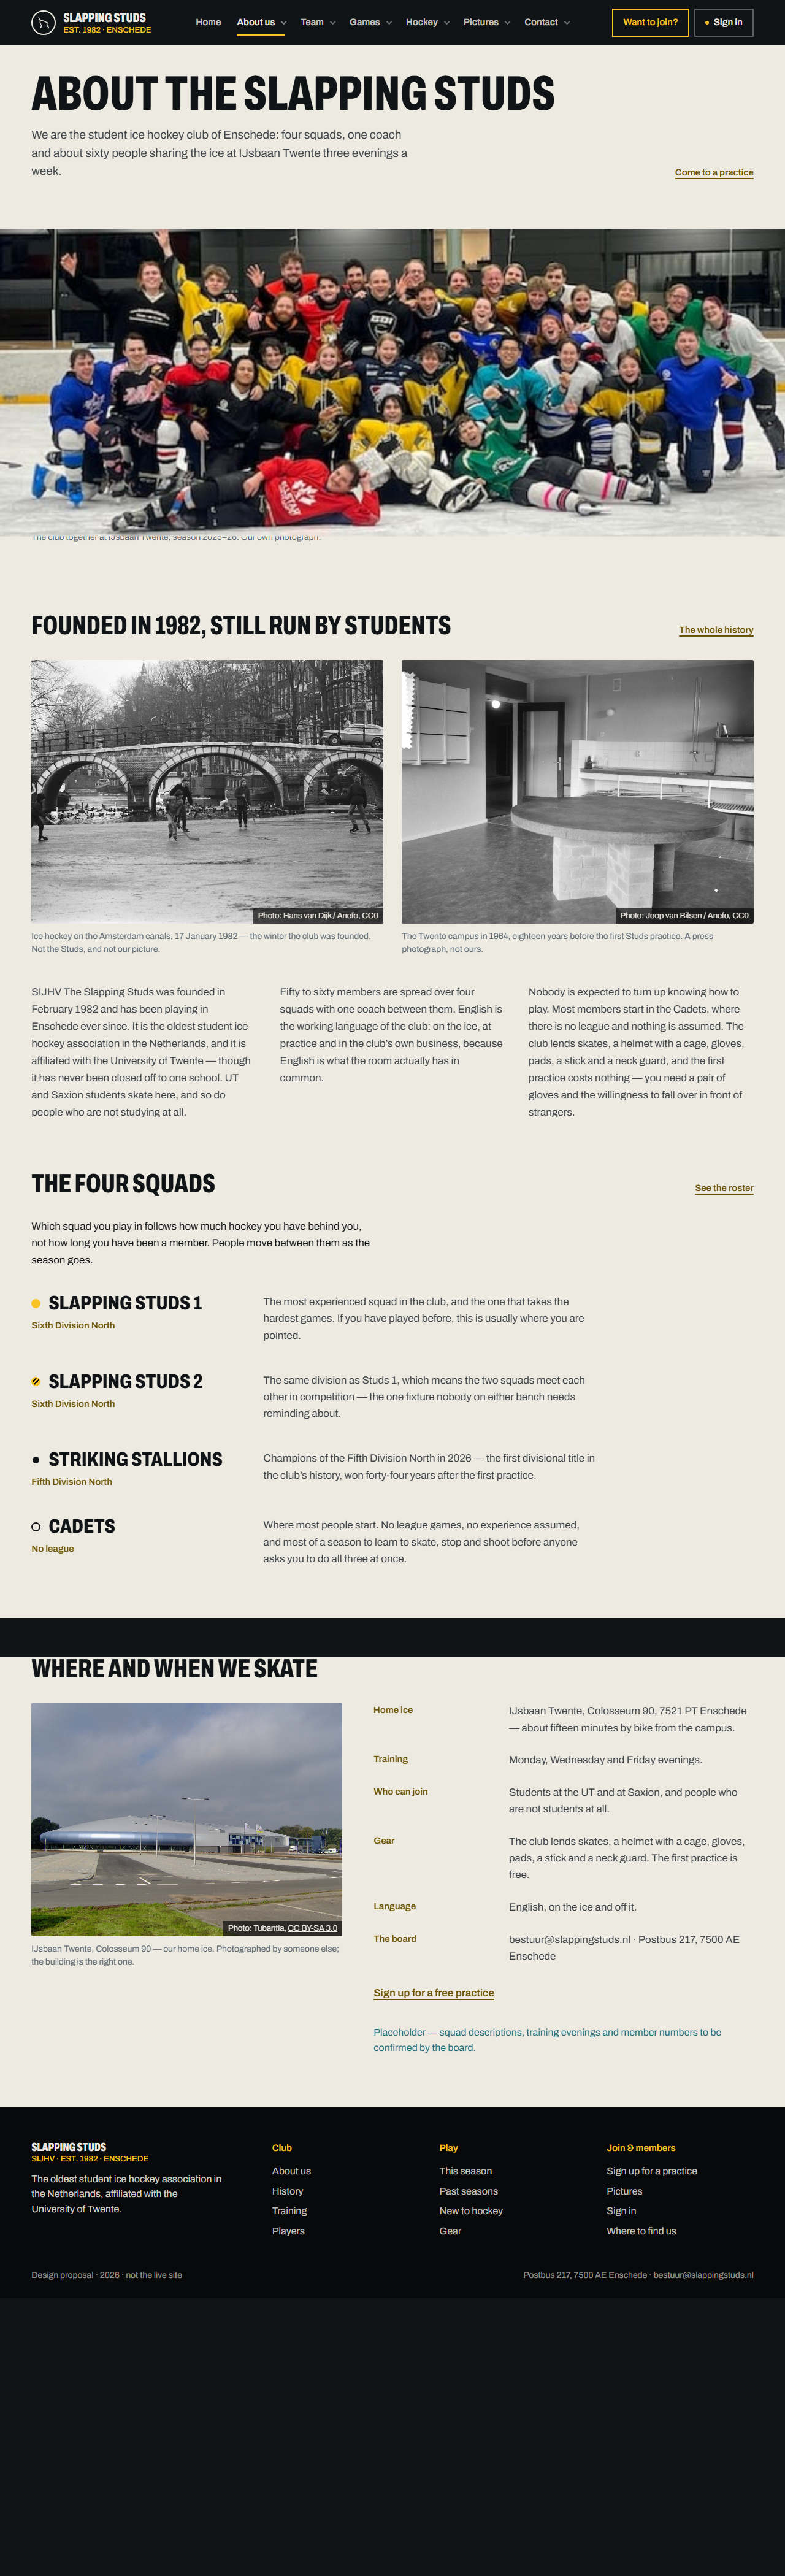 SLAPPING STUDS
EST. 1982 · ENSCHEDE
Home
About us
Team
Games
Hockey
Pictures
Contact
Want to join?
Sign in
ABOUT THE SLAPPING STUDS
We are the student ice hockey club of Enschede: four squads, one coach
and about sixty people sharing the ice at IJsbaan Twente three evenings a
week.
Come to a practice
The club together at IJsbaan Twente, season 2025–26. Our own photograph.
FOUNDED IN 1982, STILL RUN BY STUDENTS
The whole history
Photo: Hans van Dijk / Anefo, CC0
Photo: Joop van Bilsen / Anefo, CC0
Ice hockey on the Amsterdam canals, 17 January 1982 — the winter the club was founded.
Not the Studs, and not our picture.
The Twente campus in 1964, eighteen years before the first Studs practice. A press
photograph, not ours.
SIJHV The Slapping Studs was founded in
February 1982 and has been playing in
Enschede ever since. It is the oldest student ice
hockey association in the Netherlands, and it is
affiliated with the University of Twente — though
it has never been closed off to one school. UT
and Saxion students skate here, and so do
people who are not studying at all.
Fifty to sixty members are spread over four
squads with one coach between them. English is
the working language of the club: on the ice, at
practice and in the club's own business, because
English is what the room actually has in
common.
Nobody is expected to turn up knowing how to
play. Most members start in the Cadets, where
there is no league and nothing is assumed. The
club lends skates, a helmet with a cage, gloves,
pads, a stick and a neck guard, and the first
practice costs nothing — you need a pair of
gloves and the willingness to fall over in front of
strangers.
THE FOUR SQUADS
See the roster
Which squad you play in follows how much hockey you have behind you,
not how long you have been a member. People move between them as the
season goes.
SLAPPING STUDS 1
Sixth Division North
The most experienced squad in the club, and the one that takes the
hardest games. If you have played before, this is usually where you are
pointed.
SLAPPING STUDS 2
Sixth Division North
The same division as Studs 1, which means the two squads meet each
other in competition — the one fixture nobody on either bench needs
reminding about.
STRIKING STALLIONS
Fifth Division North
Champions of the Fifth Division North in 2026 — the first divisional title in
the club's history, won forty-four years after the first practice.
CADETS
No league
Where most people start. No league games, no experience assumed,
and most of a season to learn to skate, stop and shoot before anyone
asks you to do all three at once.
WHERE AND WHEN WE SKATE
Photo: Tubantia, CC BY-SA 3.0
IJsbaan Twente, Colosseum 90 — our home ice. Photographed by someone else;
the building is the right one.
Home ice
IJsbaan Twente, Colosseum 90, 7521 PT Enschede
— about fifteen minutes by bike from the campus.
Training
Monday, Wednesday and Friday evenings.
Who can join
Students at the UT and at Saxion, and people who
are not students at all.
Gear
The club lends skates, a helmet with a cage, gloves,
pads, a stick and a neck guard. The first practice is
free.
Language
English, on the ice and off it.
The board
bestuur@slappingstuds.nl · Postbus 217, 7500 AE
Enschede
Sign up for a free practice
Placeholder — squad descriptions, training evenings and member numbers to be
confirmed by the board.
SLAPPING STUDS
SIJHV · EST. 1982 · ENSCHEDE
The oldest student ice hockey association in
the Netherlands, affiliated with the
University of Twente.
Club
About us
History
Training
Players
Play
This season
Past seasons
New to hockey
Gear
Join & members
Sign up for a practice
Pictures
Sign in
Where to find us
Design proposal · 2026 · not the live site
Postbus 217, 7500 AE Enschede · bestuur@slappingstuds.nl